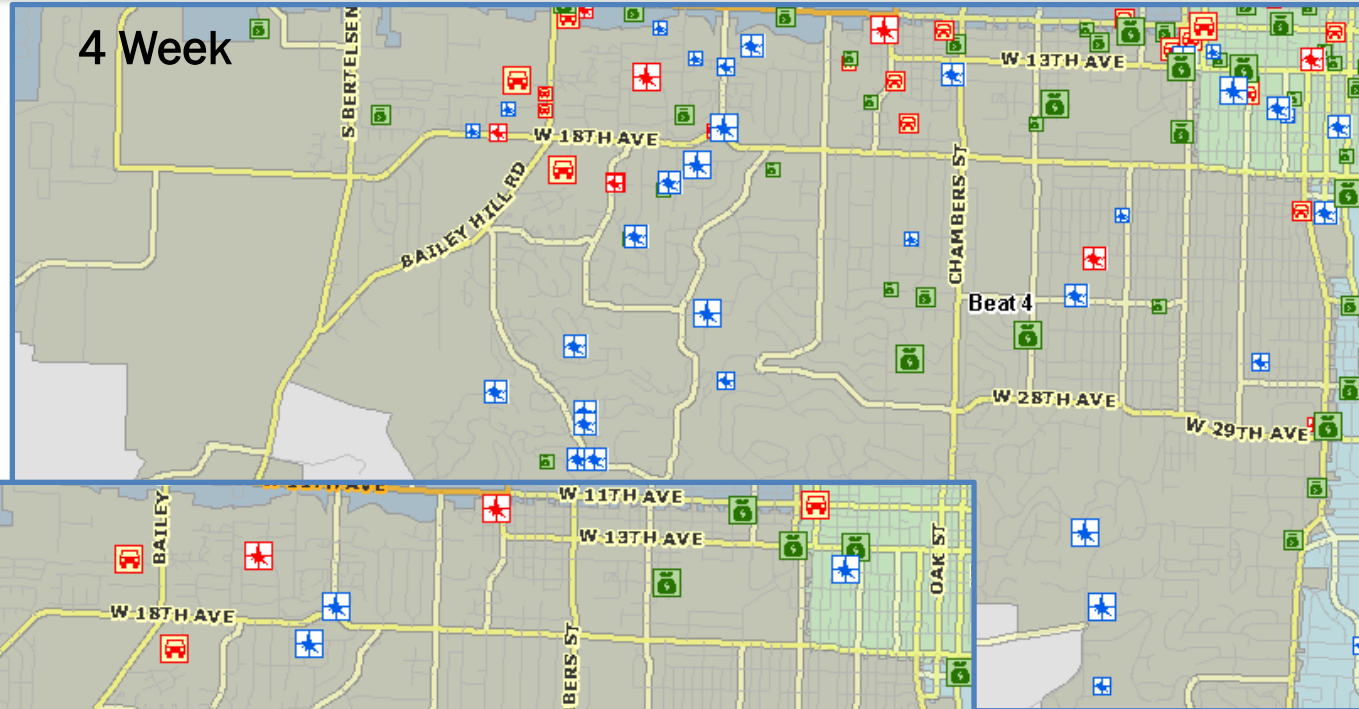 4 Week
S BERTELSEN
W 13TH AVE
W 18TH AVE
BAILEY HILL RD
CHAMBERS ST
Beat 4
W 28TH AVE
W 29TH AVE
BAILEY
W 11TH AVE
W 13TH AVE
OAK ST
W 18TH AVE
BERS ST